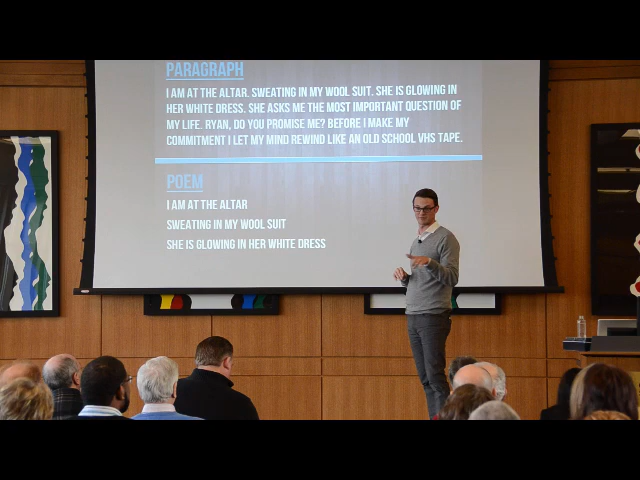 PARAGRAPH
I AM AT THE ALTAR. SWEATING IN MY WOOL SUIT. SHE IS GLOWING IN
HER WHITE DRESS. SHE ASKS ME THE MOST IMPORTANT QUESTION OF
MY LIFE. RYAN, DO YOU PROMISE ME? BEFORE I MAKE MY
COMMITMENT I LET MY MIND REWIND LIKE AN OLD SCHOOL VHS TAPE.
POEM
I AM AT THE ALTAR
SWEATING IN MY WOOL SUIT
SHE IS GLOWING IN HER WHITE DRESS